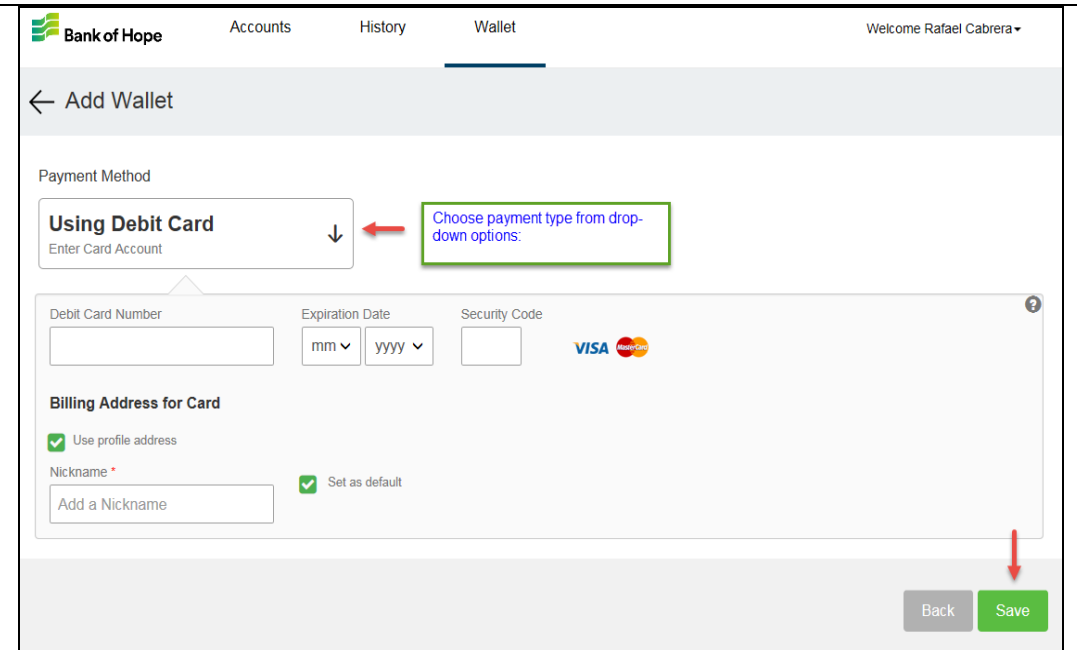 Bank of Hope Accounts History Wallet Welcome Rafael Cabrera
Add Wallet
Payment Method
Using Debit Card
Enter Card Account
Choose payment type from drop-
down options:
Debit Card Number Expiration Date Security Code ?
mm yyyy VISA MasterCard
Billing Address for Card
Use profile address
Nickname *
Set as default
Add a Nickname
Back Save